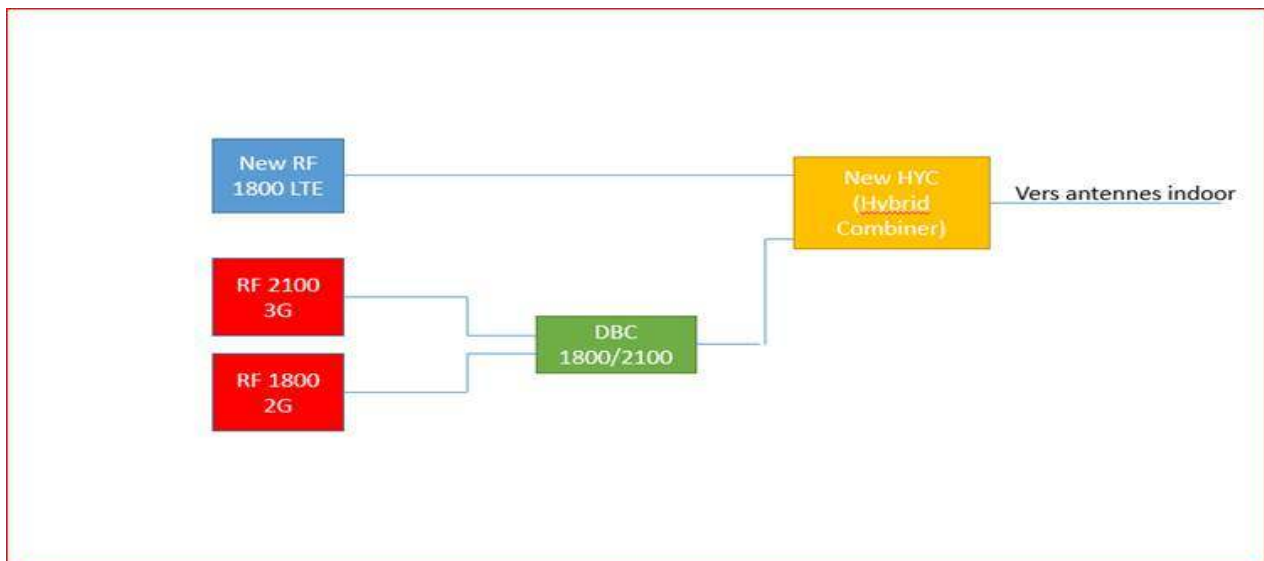 New RF
1800 LTE
New HYC
(Hybrid
Combiner)
Vers antennes indoor
RF 2100
3G
DBC
1800/2100
RF 1800
2G